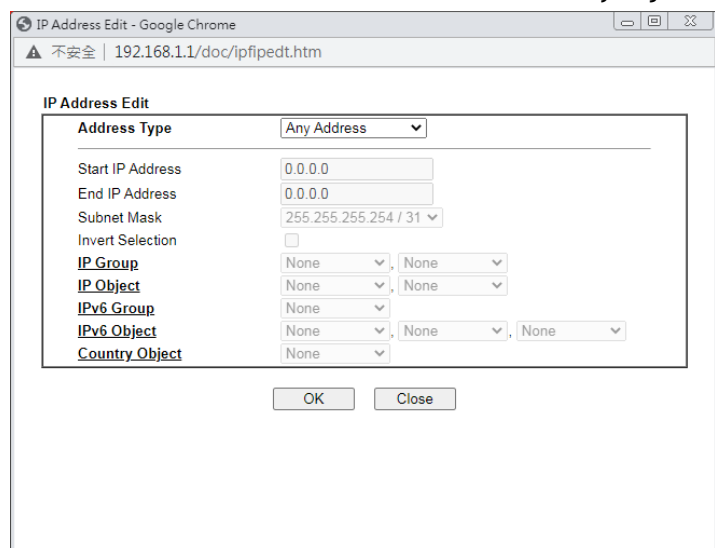 IP Address Edit - Google Chrome
不安全 | 192.168.1.1/doc/ipfipedt.htm
IP Address Edit
Address Type Any Address
Start IP Address 0.0.0.0
End IP Address 0.0.0.0
Subnet Mask 255.255.255.254 / 31
Invert Selection
IP Group None , None
IP Object None , None
IPv6 Group None
IPv6 Object None , None , None
Country Object None
OK Close